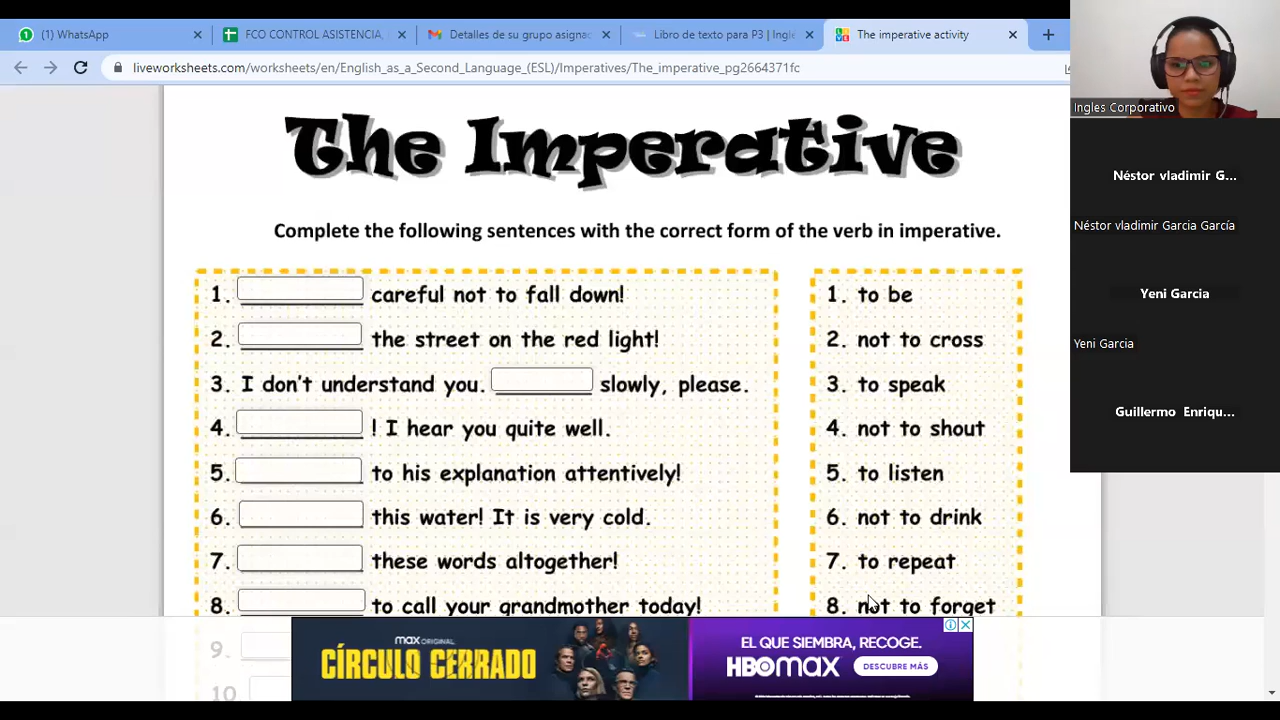 (1) WhatsApp
FCO CONTROL ASISTENCIA,
Detalles de su grupo asignac
Libro de texto para P3 | Inglé
The imperative activity
liveworksheets.com/worksheets/en/English_as_a_Second_Language_(ESL)/Imperatives/The_imperative_pg2664371fc
Ingles Corporativo
Néstor vladimir G...
Néstor vladimir Garcia García
Yeni Garcia
Yeni Garcia
Guillermo Enriqu...
The Imperative
Complete the following sentences with the correct form of the verb in imperative.
1. careful not to fall down!
2. the street on the red light!
3. I don't understand you. slowly, please.
4. ! I hear you quite well.
5. to his explanation attentively!
6. this water! It is very cold.
7. these words altogether!
8. to call your grandmother today!
9.
10
1. to be
2. not to cross
3. to speak
4. not to shout
5. to listen
6. not to drink
7. to repeat
8. not to forget
max ORIGINAL
CÍRCULO CERRADO
EL QUE SIEMBRA, RECOGE.
HBOMAX
DESCUBRE MÁS